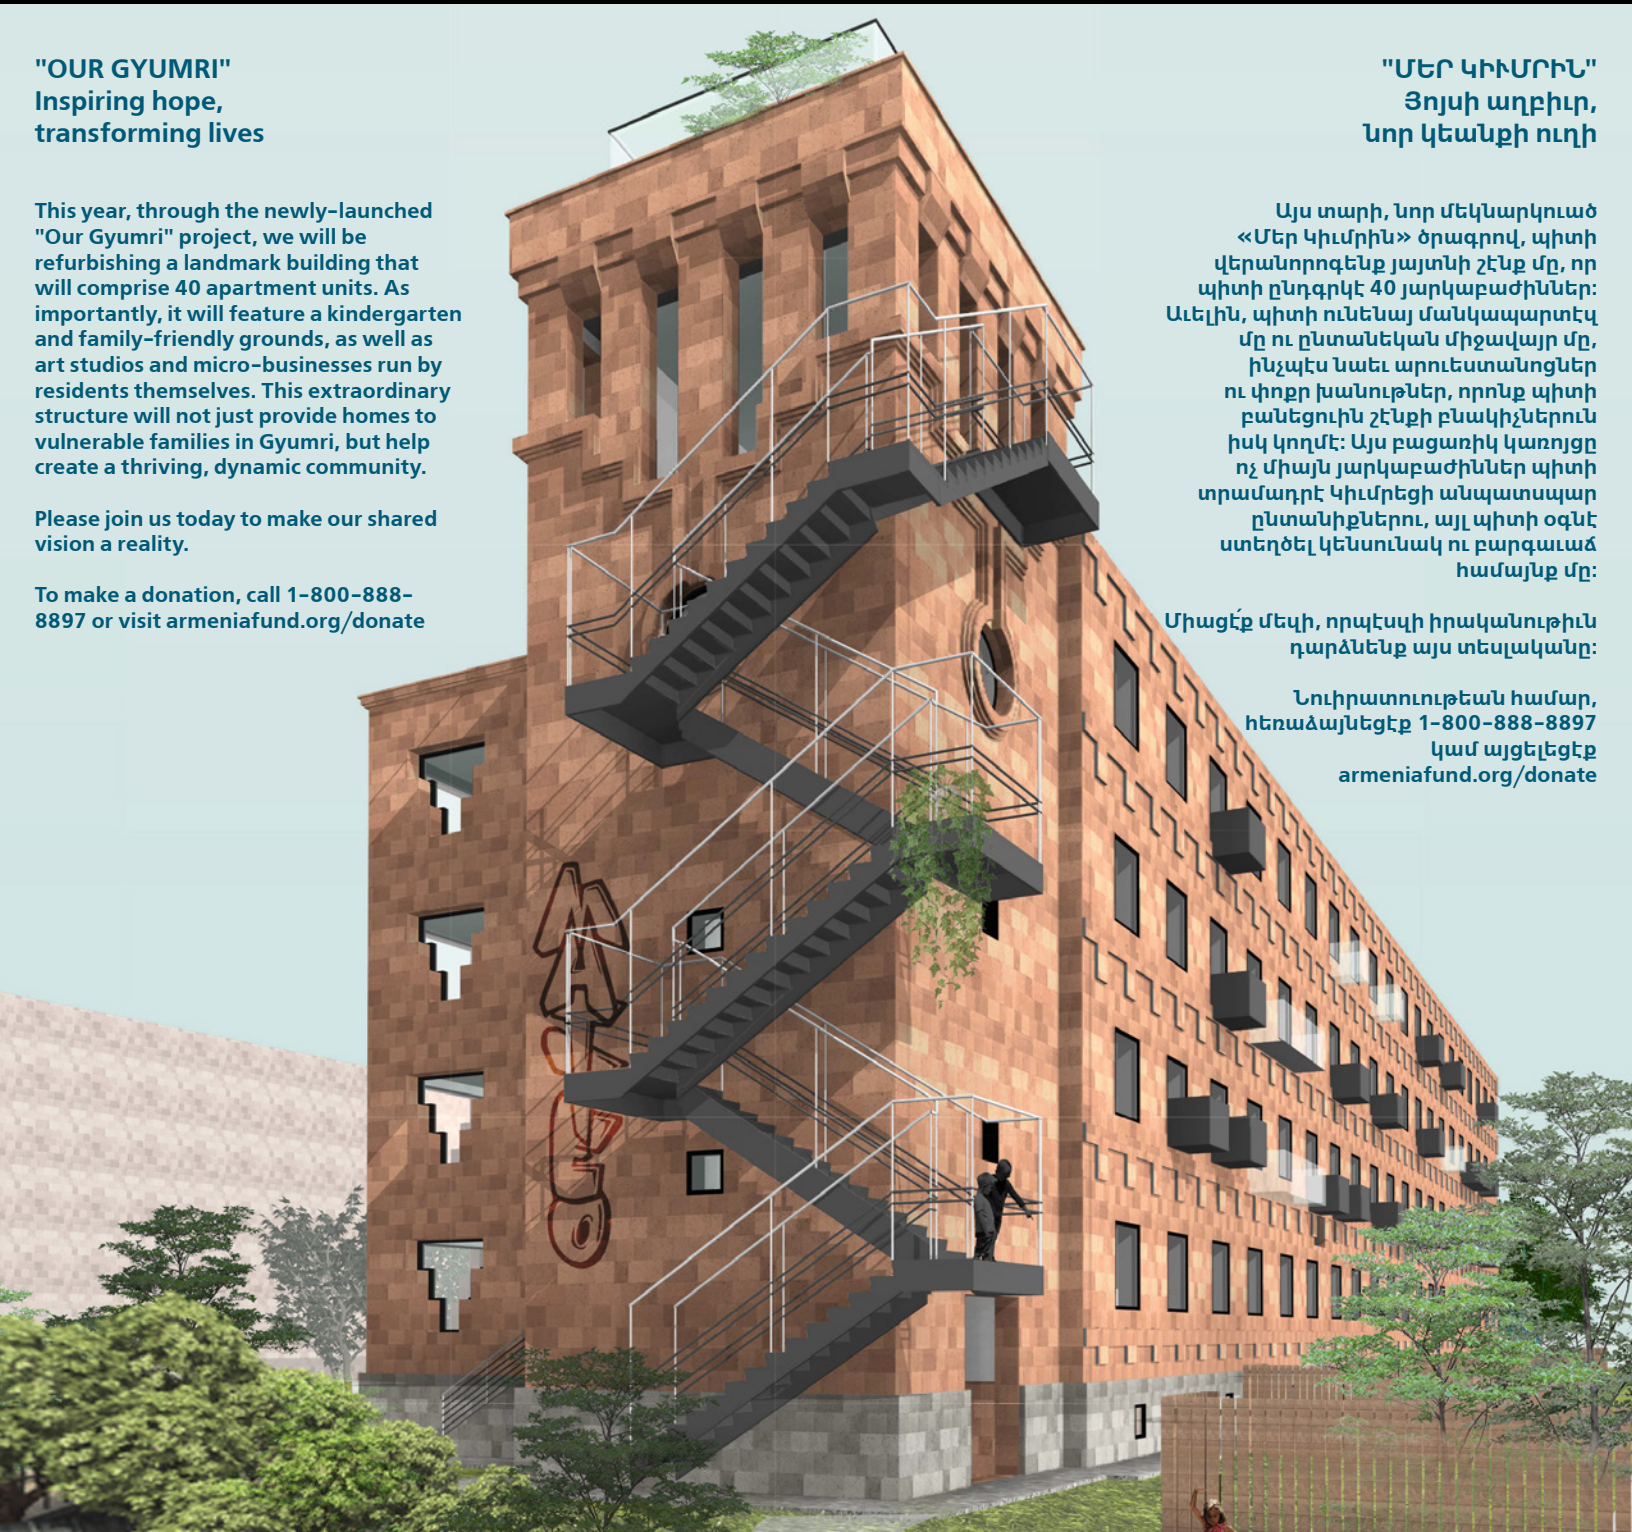 "OUR GYUMRI"
Inspiring hope,
transforming lives
This year, through the newly-launched
"Our Gyumri" project, we will be
refurbishing a landmark building that
will comprise 40 apartment units. As
importantly, it will feature a kindergarten
and family-friendly grounds, as well as
art studios and micro-businesses run by
residents themselves. This extraordinary
structure will not just provide homes to
vulnerable families in Gyumri, but help
create a thriving, dynamic community.
Please join us today to make our shared
vision a reality.
To make a donation, call 1-800-888-
8897 or visit armeniafund.org/donate
"ՄԵՐ ԿԻՒՄՐԻՆ"
Յոյսի աղբիւր,
նոր կեանքի ուղի
Այս տարի, նոր մեկնարկուած
«Մեր Կիւմրին» ծրագրով, պիտի
վերանորոգենք յայտնի շէնք մը, որ
պիտի ընդգրկէ 40 յարկաբաժիններ:
Աւելին, պիտի ունենայ մանկապարտէզ
մը ու ընտանեկան միջավայր մը,
ինչպէս նաեւ արուեստանոցներ
ու փոքր խանութներ, որոնք պիտի
բանեցուին շէնքի բնակիչներուն
իսկ կողմէ: Այս բացառիկ կառոյցը
ոչ միայն յարկաբաժիններ պիտի
տրամադրէ Կիւմրեցի անպատսպար
ընտանիքներու, այլ պիտի օգնէ
ստեղծել կենսունակ ու բարգաւաճ
համայնք մը:
Միացէ՛ք մեզի, որպէսզի իրականութիւն
դարձնենք այս տեսլականը:
Նուիրատուութեան համար,
հեռաձայնեցէք 1-800-888-8897
կամ այցելեցէք
armeniafund.org/donate